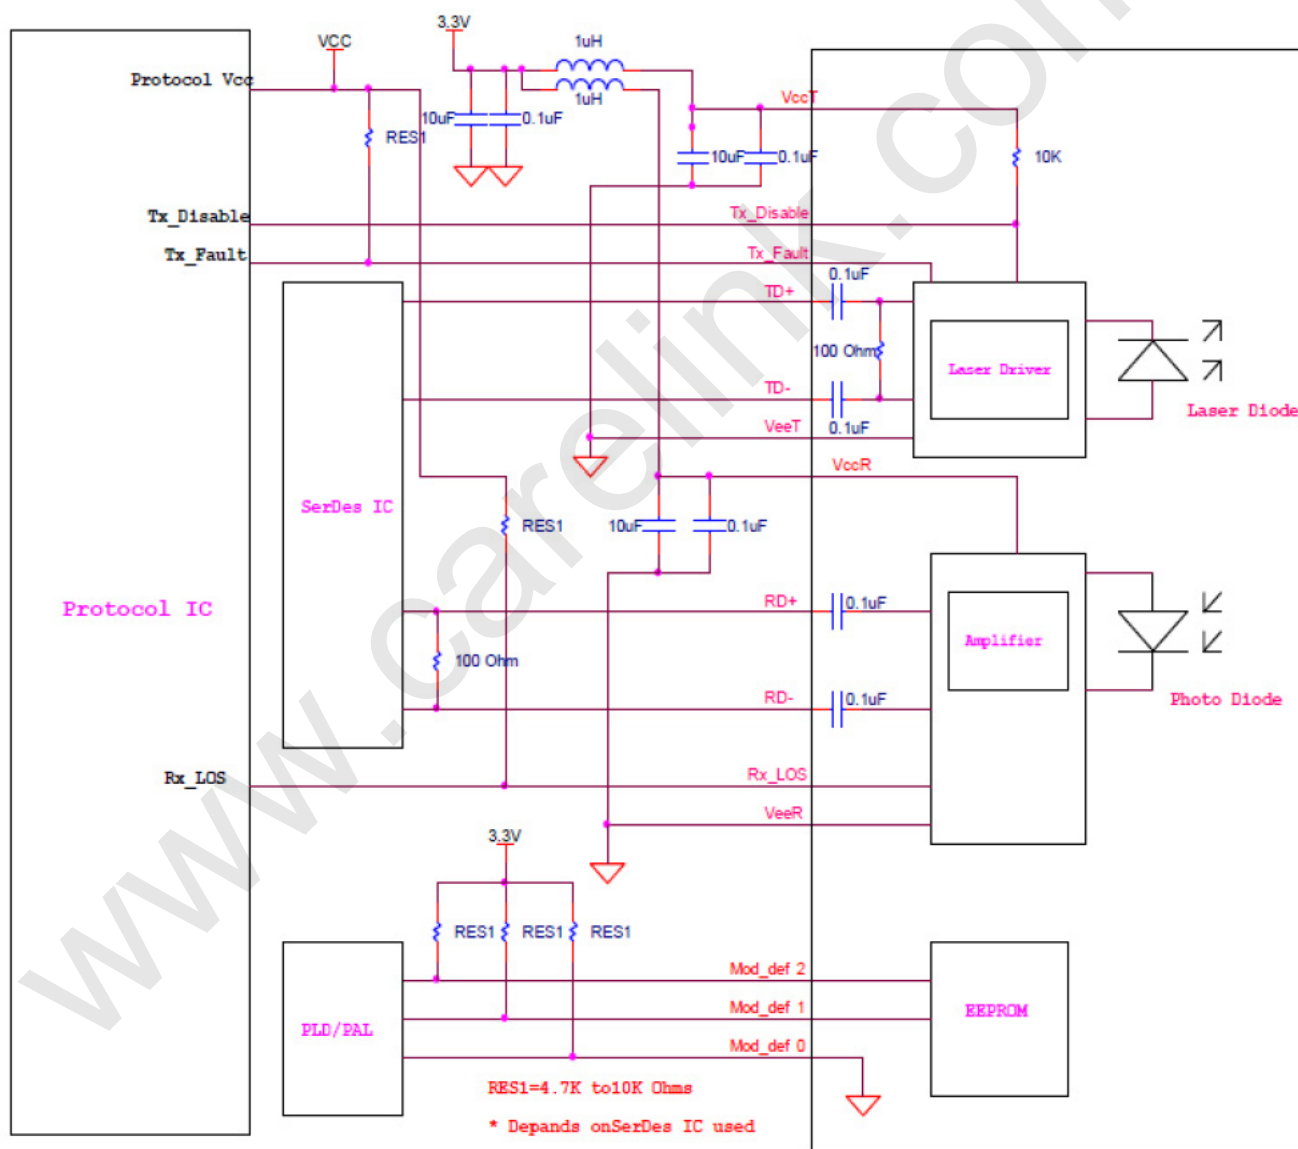 3.3V
VCC
1uH
Protocol Vcc
1uH
VccT
10uF
0.1uF
RES1
10uF
0.1uF
10K
Tx_Disable
Tx_Disable
Tx_Fault
Tx_Fault
0.1uF
TD+
100 Ohm
Laser Driver
TD-
Laser Diode
VeeT
0.1uF
VccR
SerDes IC
RES1
10uF
0.1uF
Protocol IC
RD+
0.1uF
Amplifier
100 Ohm
RD-
0.1uF
Photo Diode
Rx_LOS
Rx_LOS
VeeR
3.3V
RES1
RES1
RES1
Mod_def 2
Mod_def 1
EEPROM
PLD/PAL
Mod_def 0
RES1=4.7K to10K Ohms
* Depands onSerDes IC used
www.carelink.com